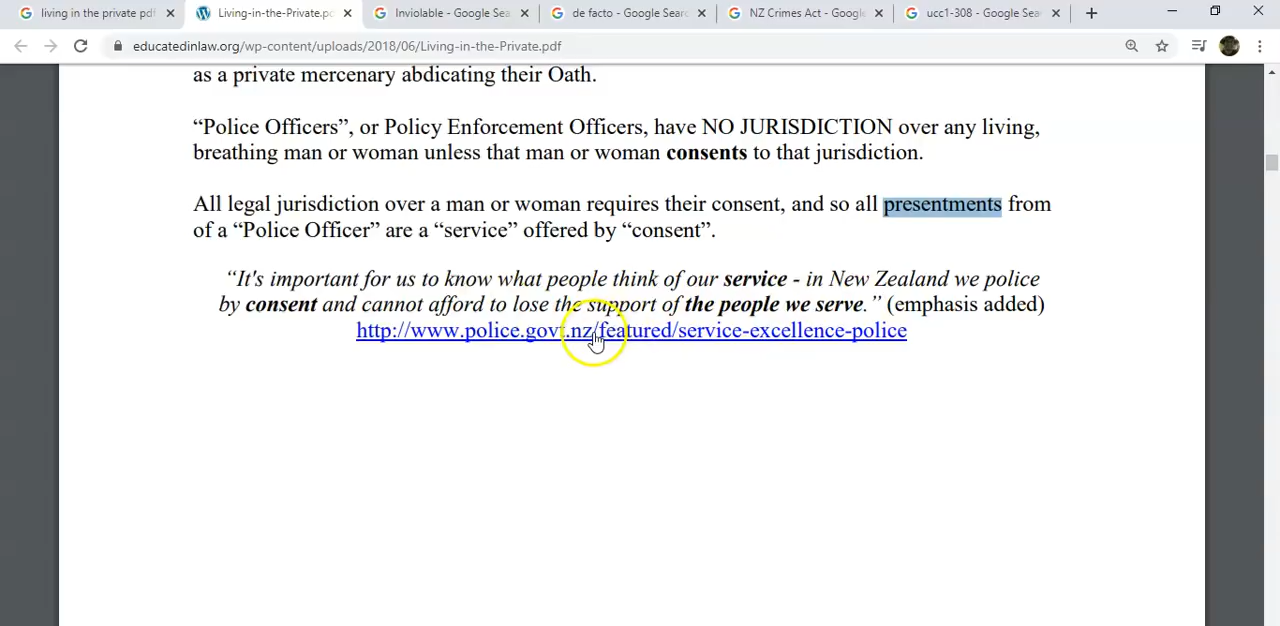 living in the private pdf
Living-in-the-Private.pd
Inviolable - Google Sea
de facto - Google Searc
NZ Crimes Act - Google
ucc1-308 - Google Sear
educatedinlaw.org/wp-content/uploads/2018/06/Living-in-the-Private.pdf
as a private mercenary abdicating their Oath.
“Police Officers”, or Policy Enforcement Officers, have NO JURISDICTION over any living,
breathing man or woman unless that man or woman consents to that jurisdiction.
All legal jurisdiction over a man or woman requires their consent, and so all presentments from
of a “Police Officer” are a “service” offered by “consent”.
“It's important for us to know what people think of our service - in New Zealand we police
by consent and cannot afford to lose the support of the people we serve.” (emphasis added)
http://www.police.govt.nz/featured/service-excellence-police